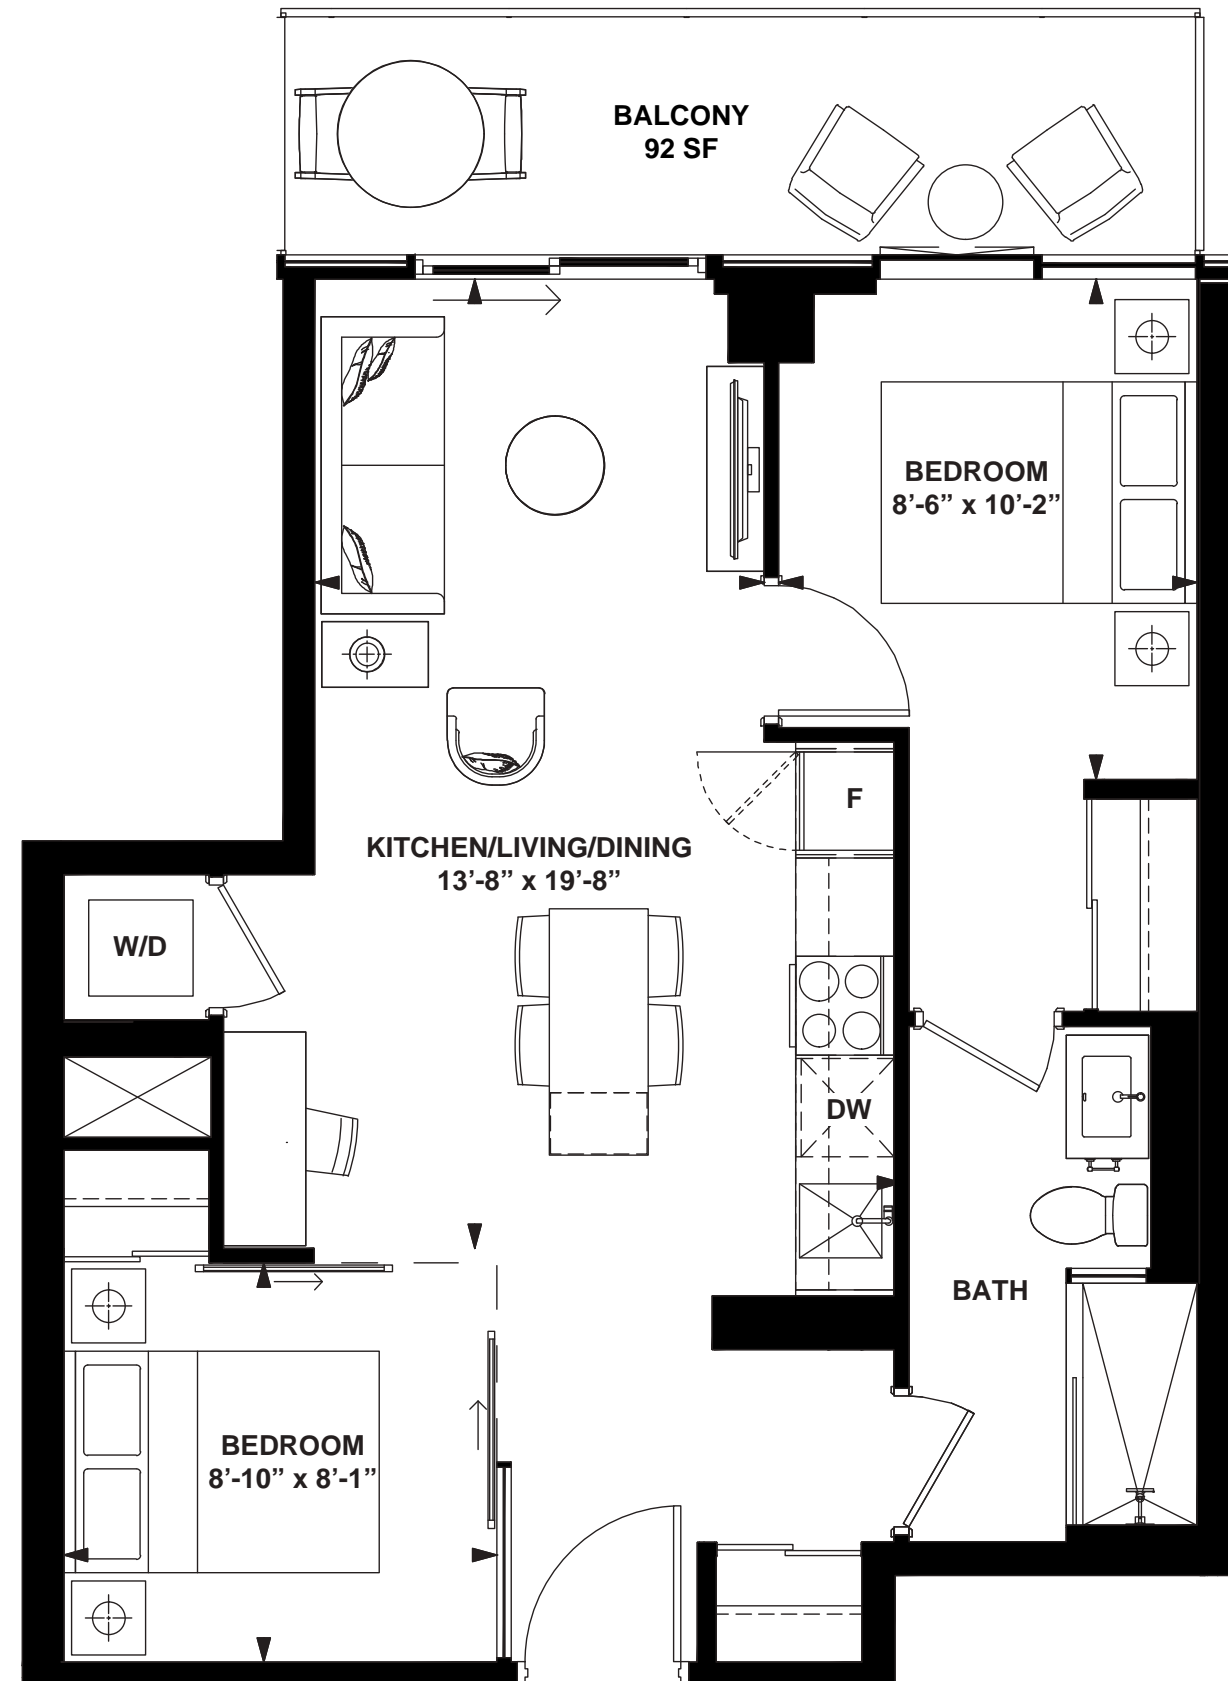 BALCONY
92 SF
BEDROOM
8’-6” x 10’-2”
F
KITCHEN/LIVING/DINING
13’-8” x 19’-8”
W/D
DW
BATH
BEDROOM
8’-10” x 8’-1”